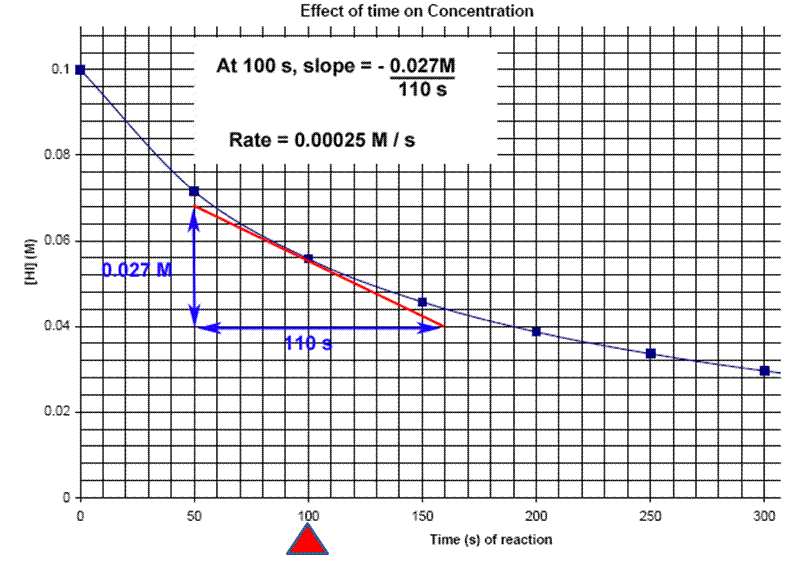 Effect of time on Concentration
At 100 s, slope = - 0.027M
110 s
Rate = 0.00025 M / s
0.1
0.08
0.06
0.04
0.02
0
[HI] (M)
0.027 M
110 s
0 50 100 150 200 250 300
Time (s) of reaction